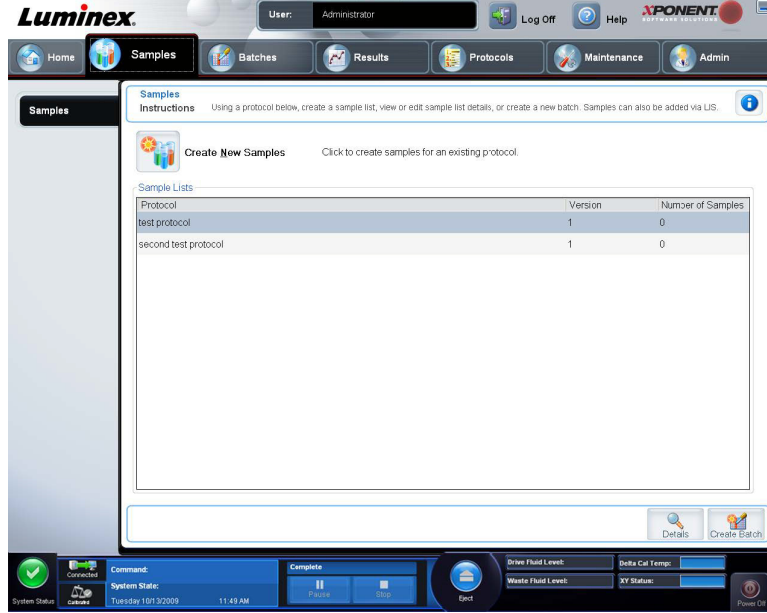 Luminex.
User: Administrator
Log Off
Help
XPONENT
SOFTWARE SOLUTIONS
Home
Samples
Batches
Results
Protocols
Maintenance
Admin
Samples
Samples
Instructions Using a protocol below, create a sample list, view or edit sample list details, or create a new batch. Samples can also be added via LIS.
Create New Samples Click to create samples for an existing protocol.
Sample Lists
Protocol Version Number of Samples
test protocol 1 0
second test protocol 1 0
Details
Create Batch
System Status
Connected
Calibrated
Command:
System State:
Tuesday 10/13/2009 11:49 AM
Complete
Pause
Stop
Eject
Drive Fluid Level:
Waste Fluid Level:
Delta Cal Temp:
XY Status:
Power Off